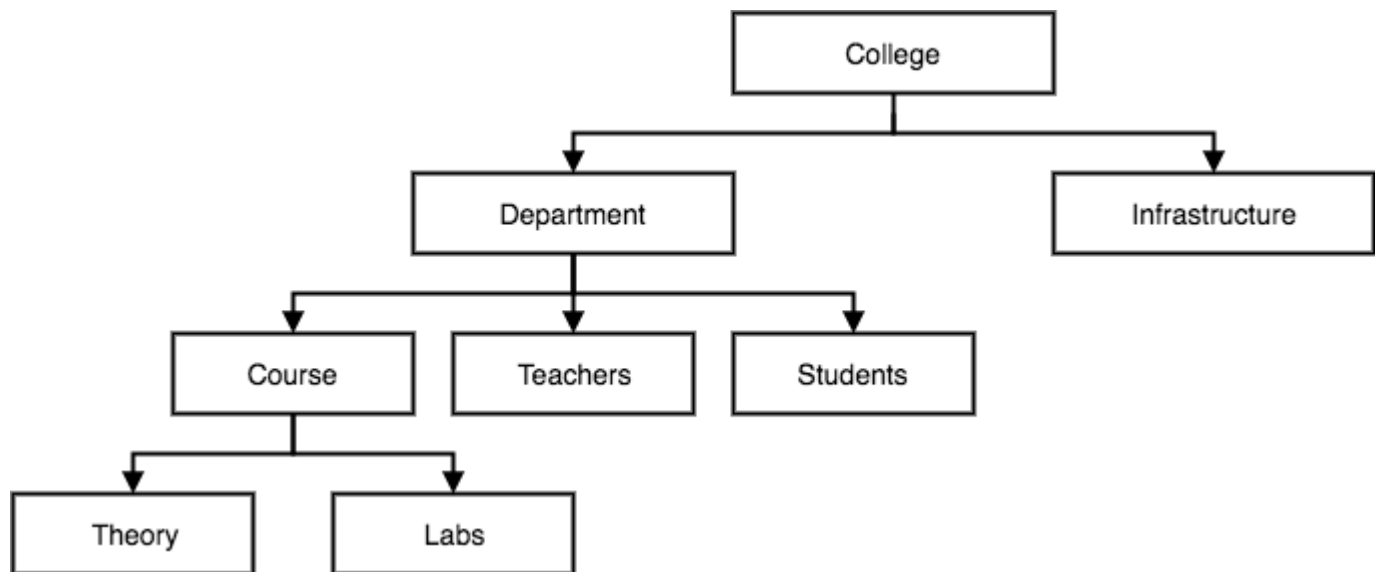 College
Department
Infrastructure
Course
Teachers
Students
Theory
Labs